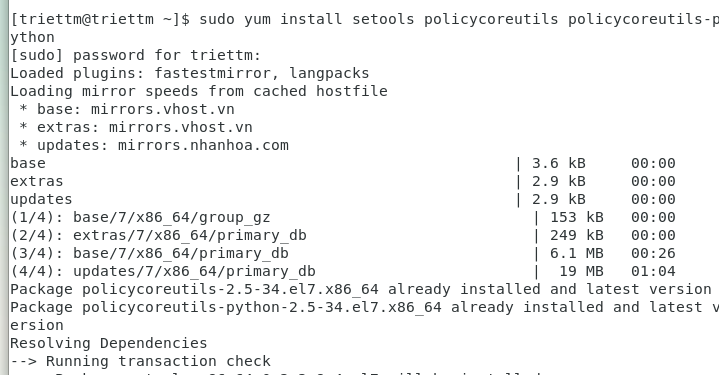 [triettm@triettm ~]$ sudo yum install setools policycoreutils policycoreutils-p
ython
[sudo] password for triettm:
Loaded plugins: fastestmirror, langpacks
Loading mirror speeds from cached hostfile
 * base: mirrors.vhost.vn
 * extras: mirrors.vhost.vn
 * updates: mirrors.nhanhoa.com
base                                                    | 3.6 kB     00:00
extras                                                  | 2.9 kB     00:00
updates                                                 | 2.9 kB     00:00
(1/4): base/7/x86_64/group_gz                             | 153 kB   00:00
(2/4): extras/7/x86_64/primary_db                         | 249 kB   00:00
(3/4): base/7/x86_64/primary_db                           | 6.1 MB   00:26
(4/4): updates/7/x86_64/primary_db                        |  19 MB   01:04
Package policycoreutils-2.5-34.el7.x86_64 already installed and latest version
Package policycoreutils-python-2.5-34.el7.x86_64 already installed and latest v
ersion
Resolving Dependencies
--> Running transaction check